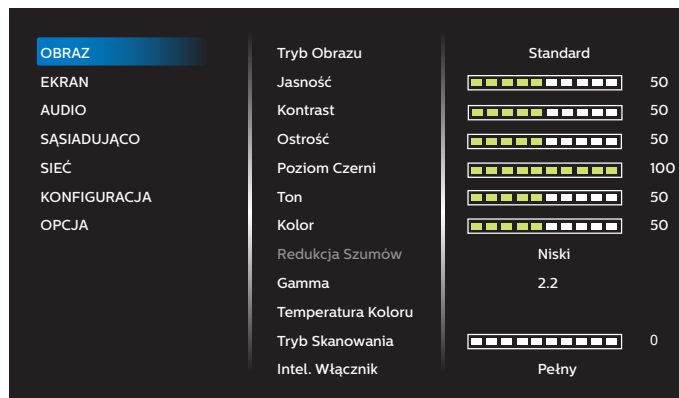 OBRAZ Tryb Obrazu Standard
EKRAN Jasność 50
AUDIO Kontrast 50
SĄSIADUJĄCO Ostrość 50
SIEĆ Poziom Czerni 100
KONFIGURACJA Ton 50
OPCJA Kolor 50
Redukcja Szumów Niski
Gamma 2.2
Temperatura Koloru
Tryb Skanowania 0
Intel. Włącznik Pełny